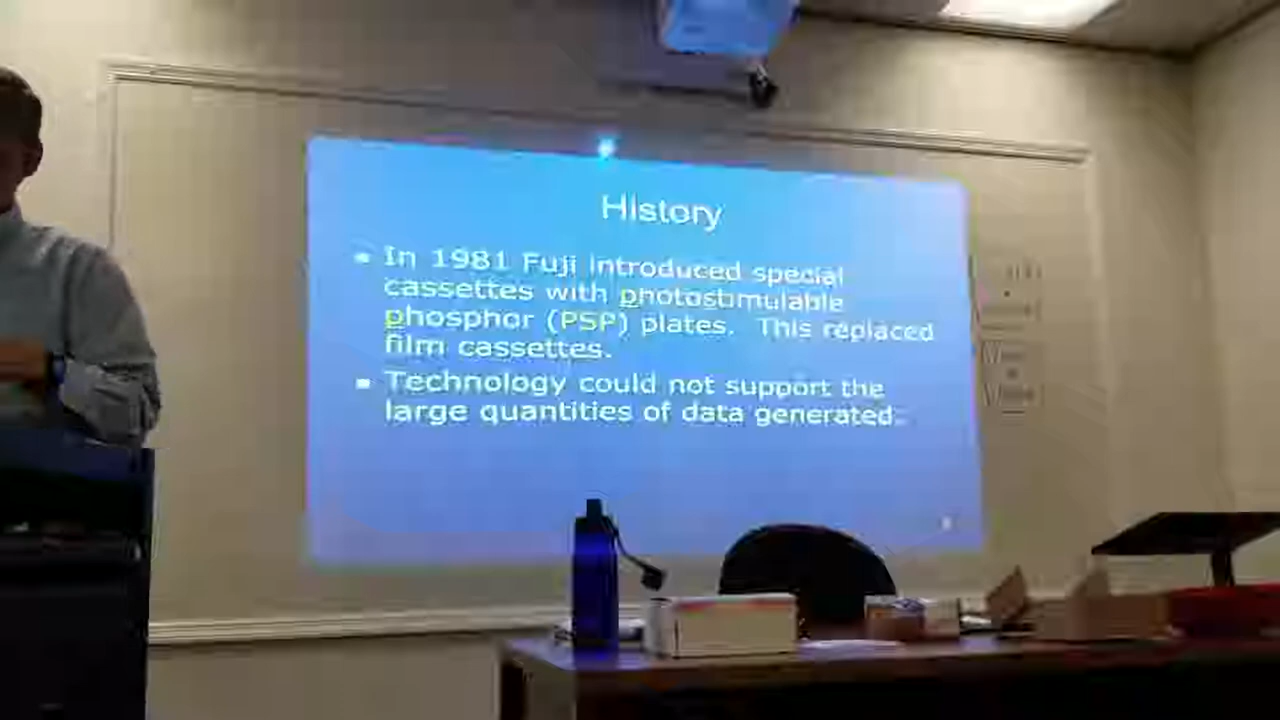 History
▪ In 1981 Fuji introduced special
cassettes with photostimulable
phosphor (PSP) plates. This replaced
film cassettes.
▪ Technology could not support the
large quantities of data generated.